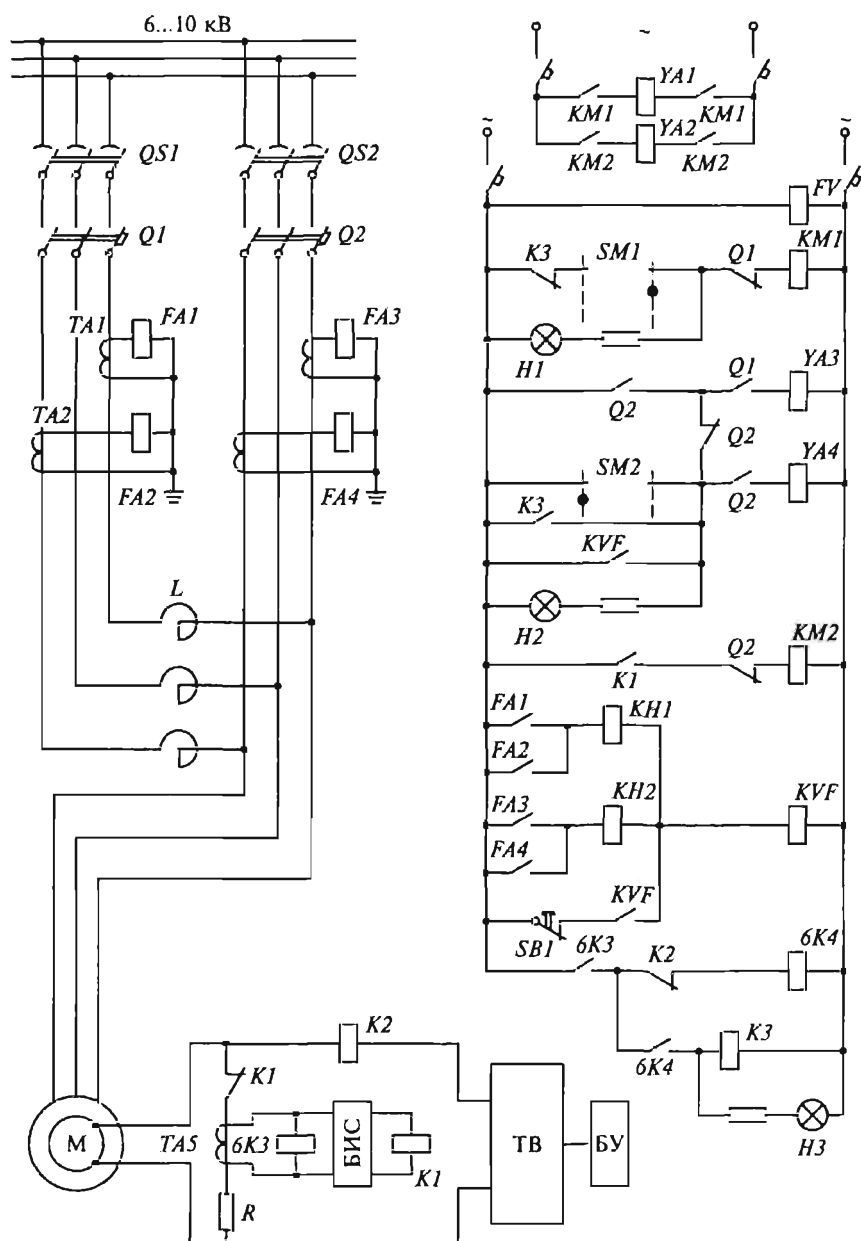 6...10 кВ
~
YA1
KM1
KM1
YA2
KM2
KM2
~
~
QS1
QS2
FV
Q1
Q2
KM1
K3
SM1
Q1
TA1
FA1
FA3
H1
Q1
YA3
Q2
TA2
Q2
SM2
YA4
FA2
FA4
K3
Q2
KVF
L
H2
Q2
KM2
K1
FA1
KH1
FA2
FA3
KH2
KVF
FA4
KVF
SB1
6K3
K2
6K4
K2
K3
6K4
K1
М
TA5
6K3
БИС
K1
ТВ
БУ
H3
R